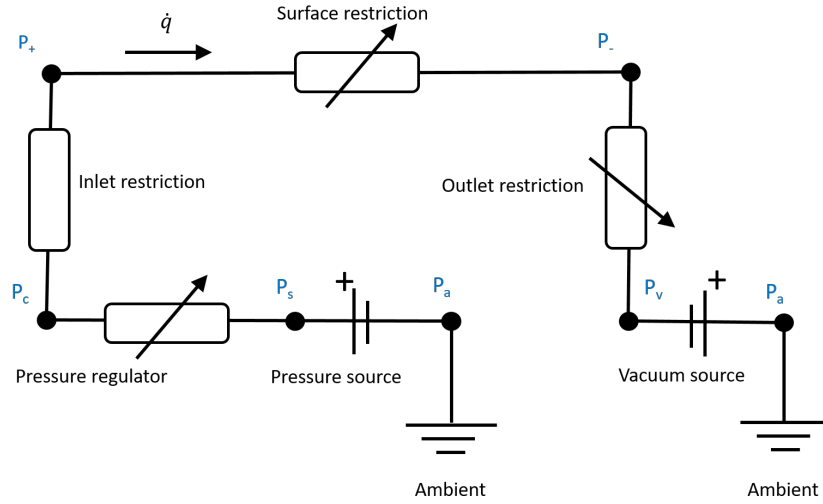 Surface restriction
q̇
P+
P-
Inlet restriction
Outlet restriction
Pc
Ps
+
Pa
Pv
+
Pa
Pressure regulator
Pressure source
Vacuum source
Ambient
Ambient